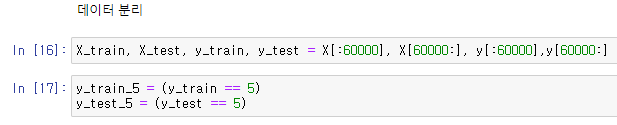 데이터 분리
In [16]: X_train, X_test, y_train, y_test = X[:60000], X[60000:], y[:60000],y[60000:]
In [17]: y_train_5 = (y_train == 5)
y_test_5 = (y_test == 5)